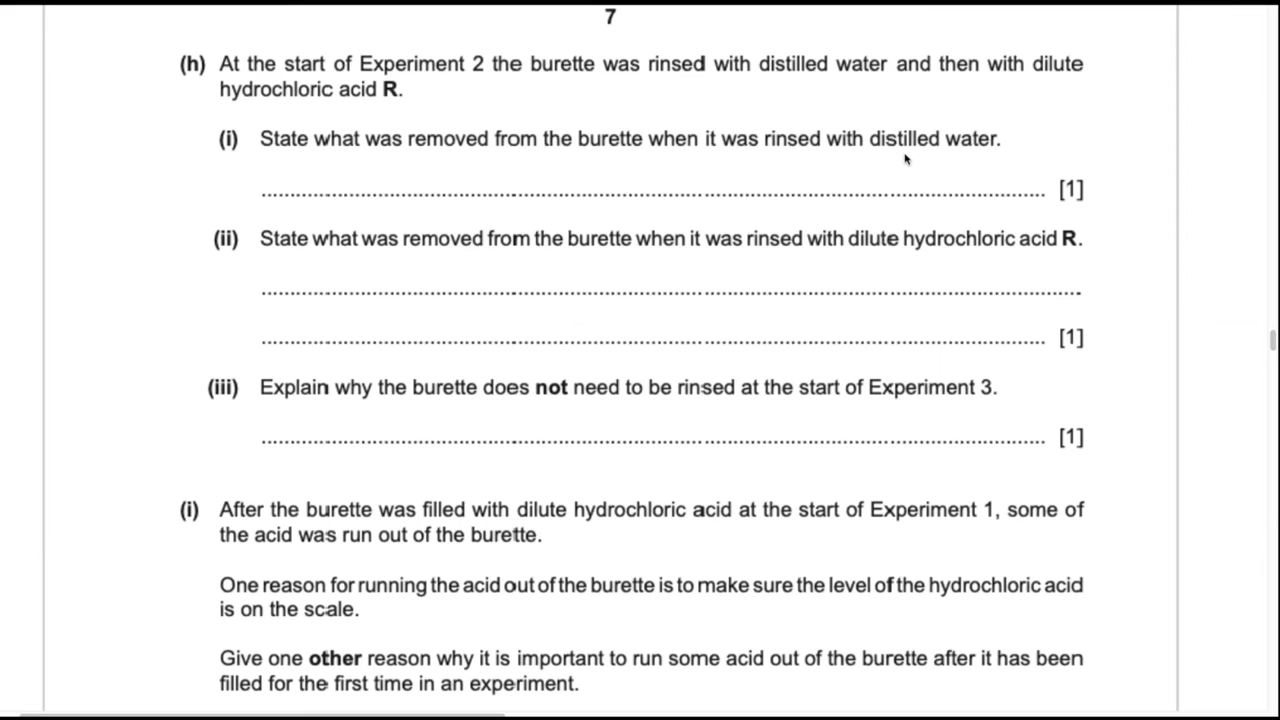 7
(h) At the start of Experiment 2 the burette was rinsed with distilled water and then with dilute
hydrochloric acid R.
(i) State what was removed from the burette when it was rinsed with distilled water.
.......................................................................................................................................... [1]
(ii) State what was removed from the burette when it was rinsed with dilute hydrochloric acid R.
................................................................................................................................................
.......................................................................................................................................... [1]
(iii) Explain why the burette does not need to be rinsed at the start of Experiment 3.
.......................................................................................................................................... [1]
(i) After the burette was filled with dilute hydrochloric acid at the start of Experiment 1, some of
the acid was run out of the burette.
One reason for running the acid out of the burette is to make sure the level of the hydrochloric acid
is on the scale.
Give one other reason why it is important to run some acid out of the burette after it has been
filled for the first time in an experiment.